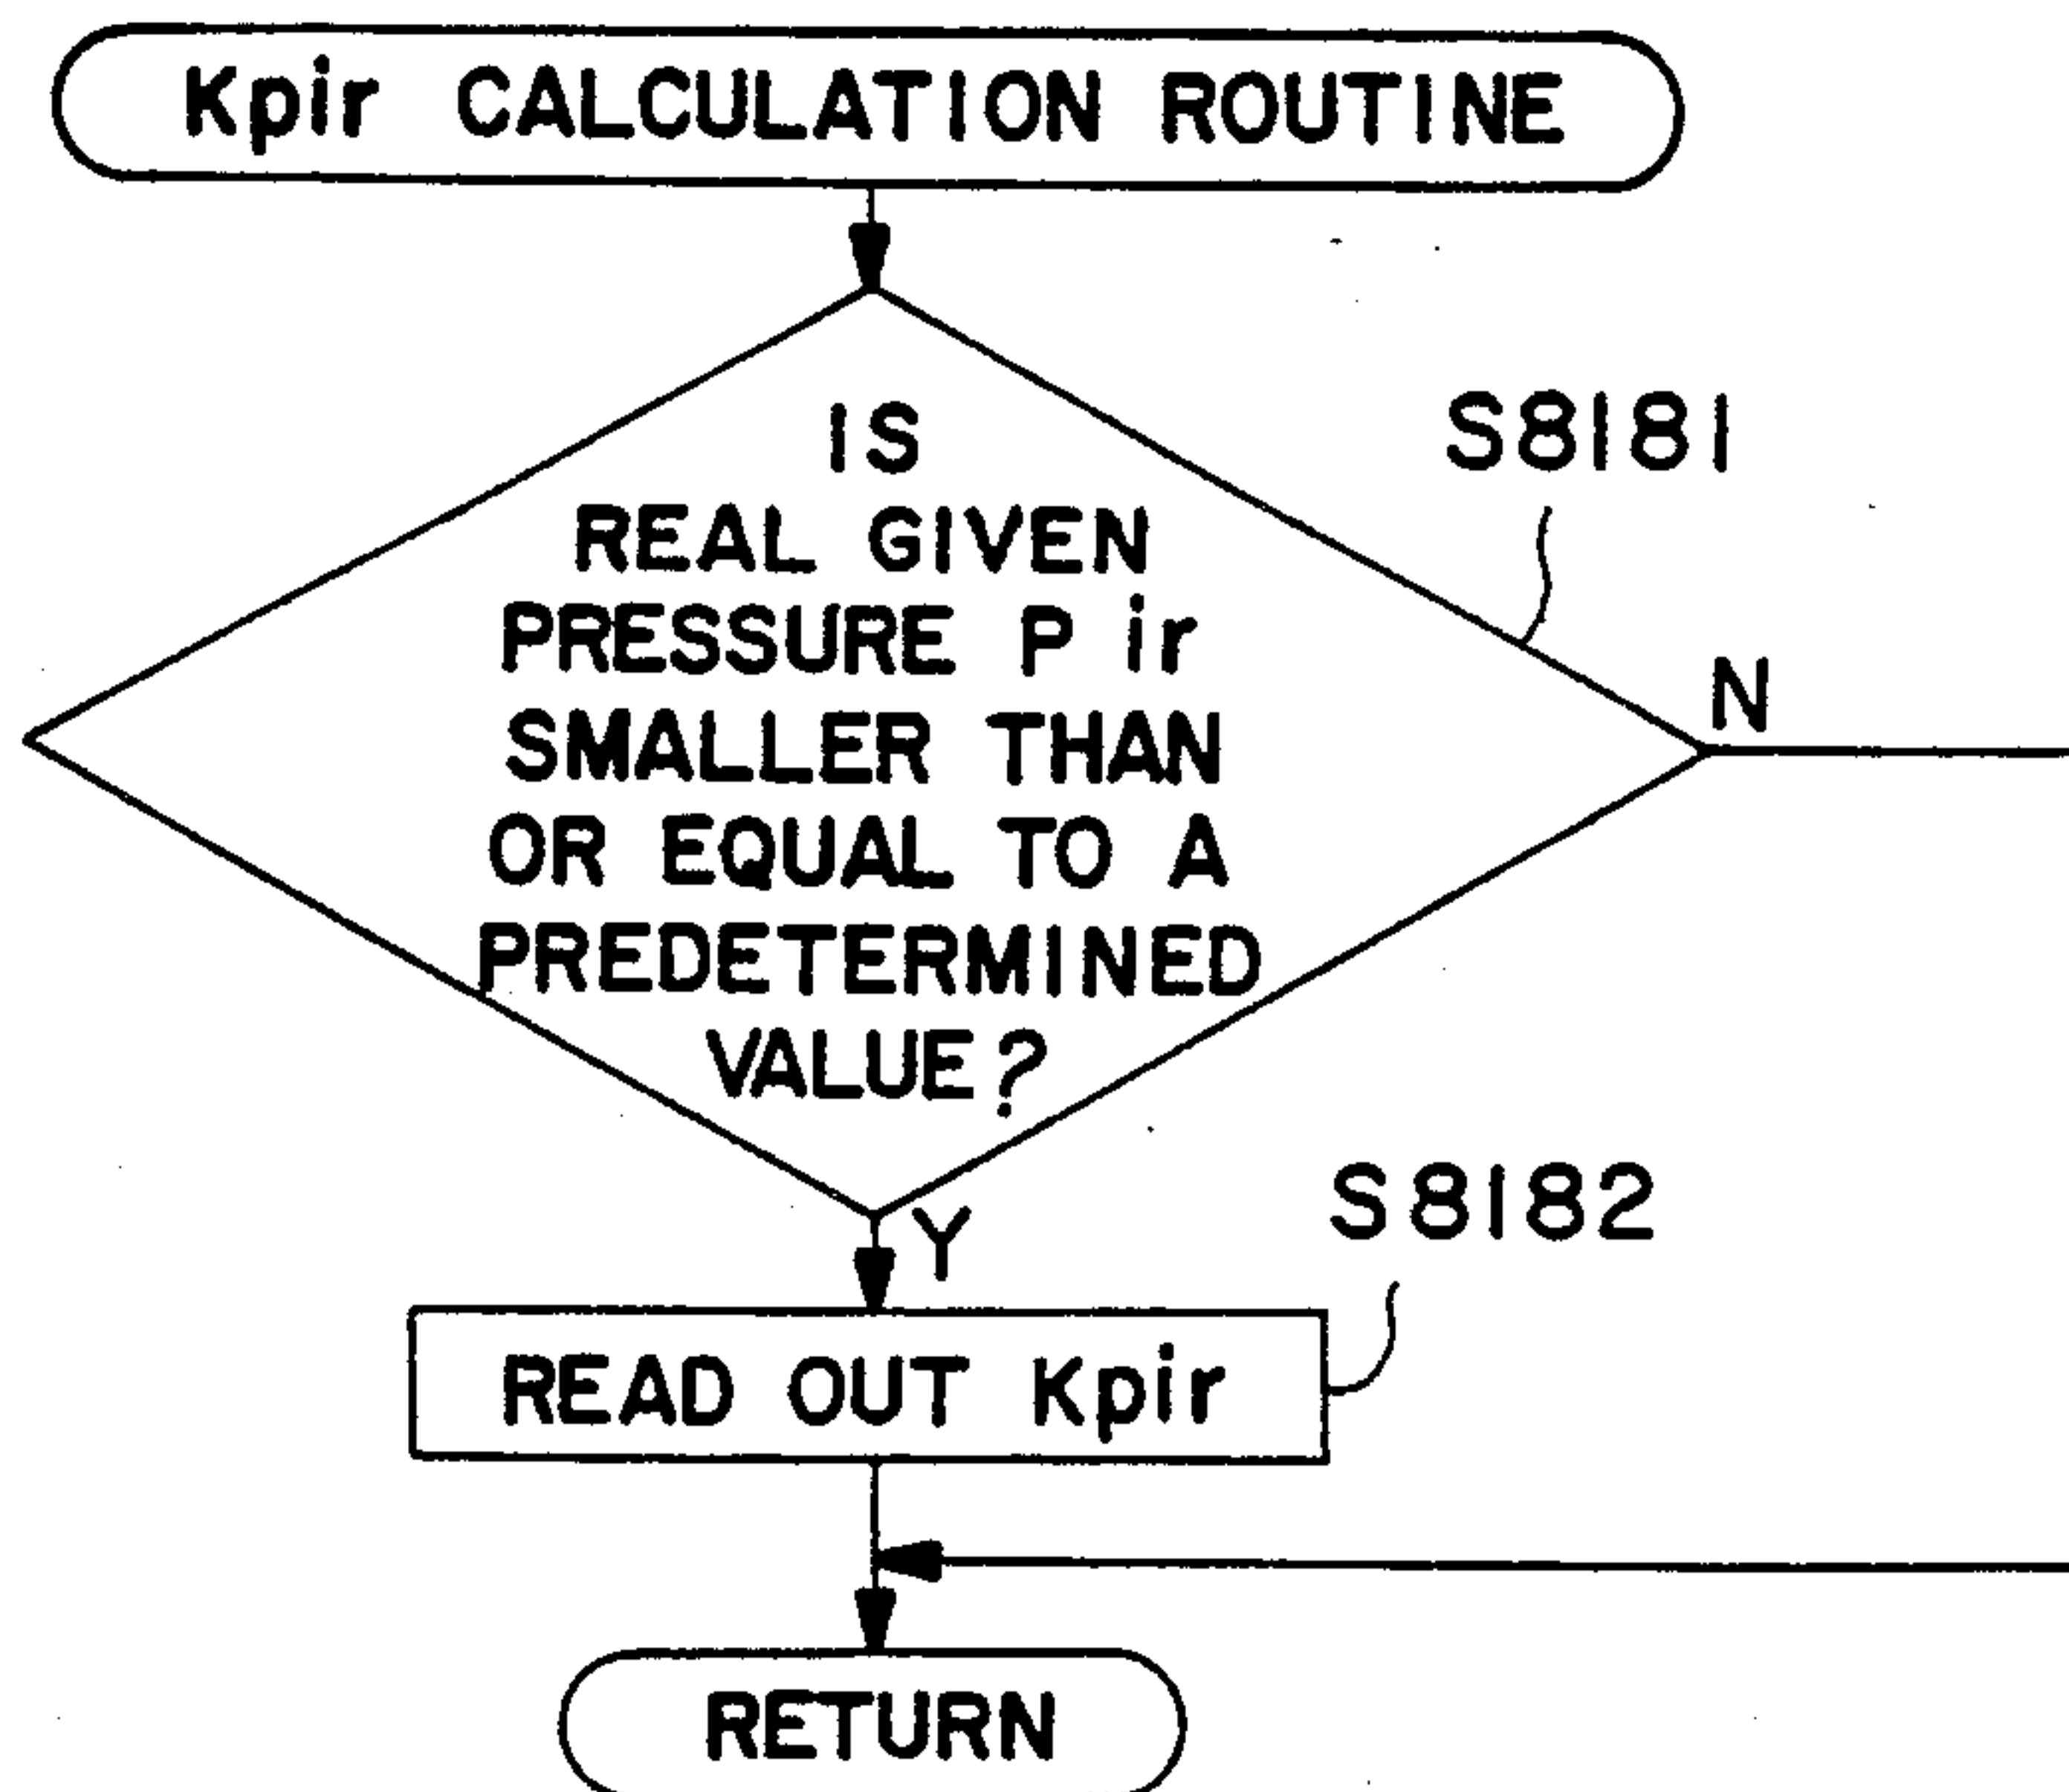 Kpir CALCULATION ROUTINE
IS
REAL GIVEN
PRESSURE P ir
SMALLER THAN
OR EQUAL TO A
PREDETERMINED
VALUE?
S8181
N
Y
S8182
READ OUT Kpir
RETURN